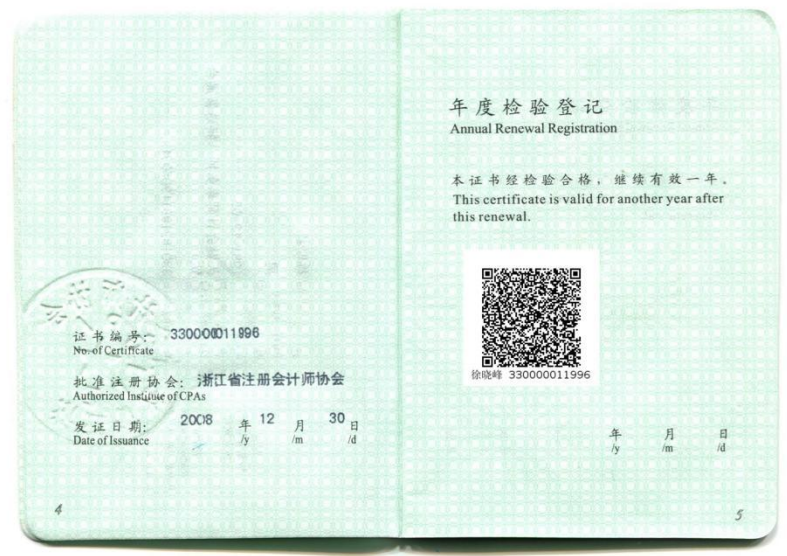 证书编号: 330000011996
No. of Certificate
批准注册协会: 浙江省注册会计师协会
Authorized Institute of CPAs
发证日期: 2008 年 12 月 30 日
Date of Issuance /y /m /d
4
年度检验登记
Annual Renewal Registration
本证书经检验合格，继续有效一年。
This certificate is valid for another year after
this renewal.
徐晓峰 330000011996
年 月 日
/y /m /d
5